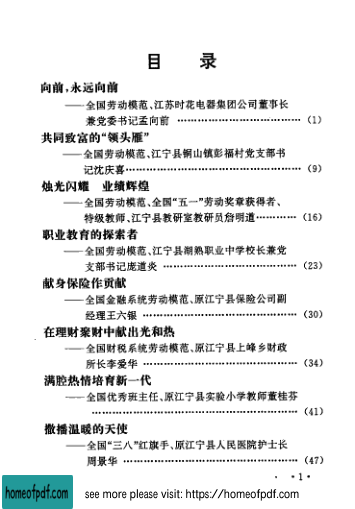 目 录
向前,永远向前
——全国劳动模范、江苏时花电器集团公司董事长
兼党委书记孟向前 ……………………………… (1)
共同致富的“领头雁”
——全国劳动模范、江宁县铜山镇彭福村党支部书
记沈庆喜…………………………………………… (9)
烛光闪耀 业绩辉煌
——全国劳动模范、全国“五一”劳动奖章获得者、
特级教师、江宁县教研室教研员詹明道………… (16)
职业教育的探索者
——全国劳动模范、江宁县湖熟职业中学校长兼党
支部书记庞道炎 ………………………………… (23)
献身保险作贡献
——全国金融系统劳动模范、原江宁县保险公司副
经理王六银 ……………………………………… (30)
在理财聚财中献出光和热
——全国财税系统劳动模范、原江宁县上峰乡财政
所长李爱华 ……………………………………… (34)
满腔热情培育新一代
——全国优秀班主任、原江宁县实验小学教师董桂芬
…………………………………………………… (41)
撒播温暖的天使
——全国“三八”红旗手、原江宁县人民医院护士长
周景华 …………………………………………… (47)
· 1 ·
homeofpdf.com see more please visit: https://homeofpdf.com